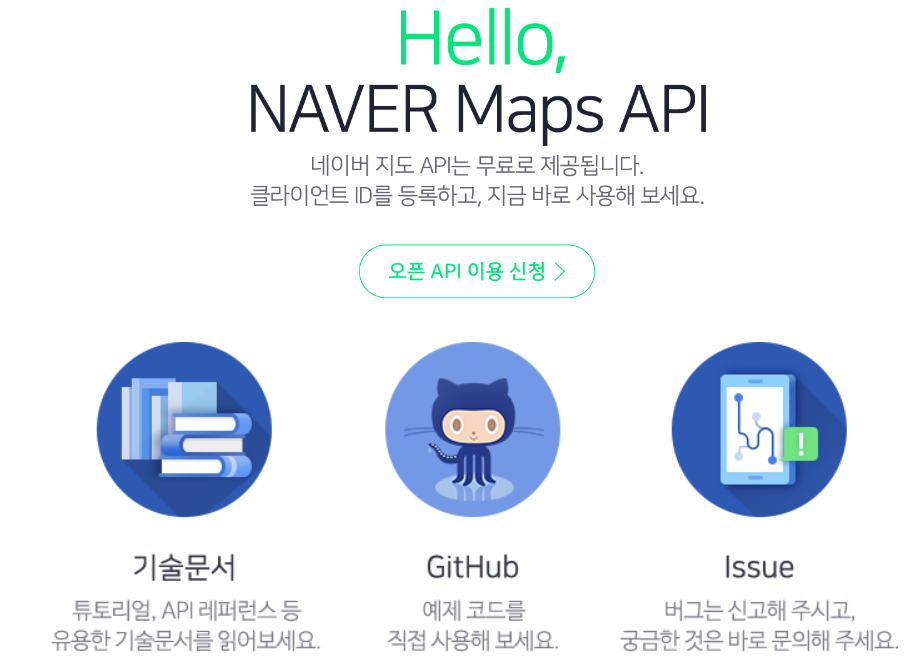 Hello,
NAVER Maps API
네이버 지도 API는 무료로 제공됩니다.
클라이언트 ID를 등록하고, 지금 바로 사용해 보세요.
오픈 API 이용 신청 >
기술문서
튜토리얼, API 레퍼런스 등
유용한 기술문서를 읽어보세요.
GitHub
예제 코드를
직접 사용해 보세요.
Issue
버그는 신고해 주시고,
궁금한 것은 바로 문의해 주세요.